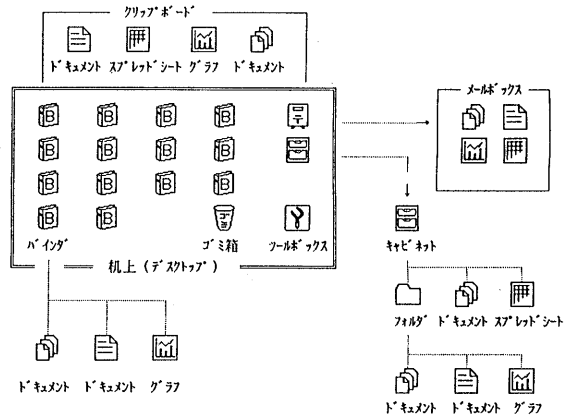 クリップボード
ドキュメント スプレッドシート グラフ ドキュメント
メールボックス
バインダ ゴミ箱 ツールボックス
机上(デスクトップ)
キャビネット
フォルダ ドキュメント スプレッドシート
ドキュメント ドキュメント グラフ
ドキュメント ドキュメント グラフ